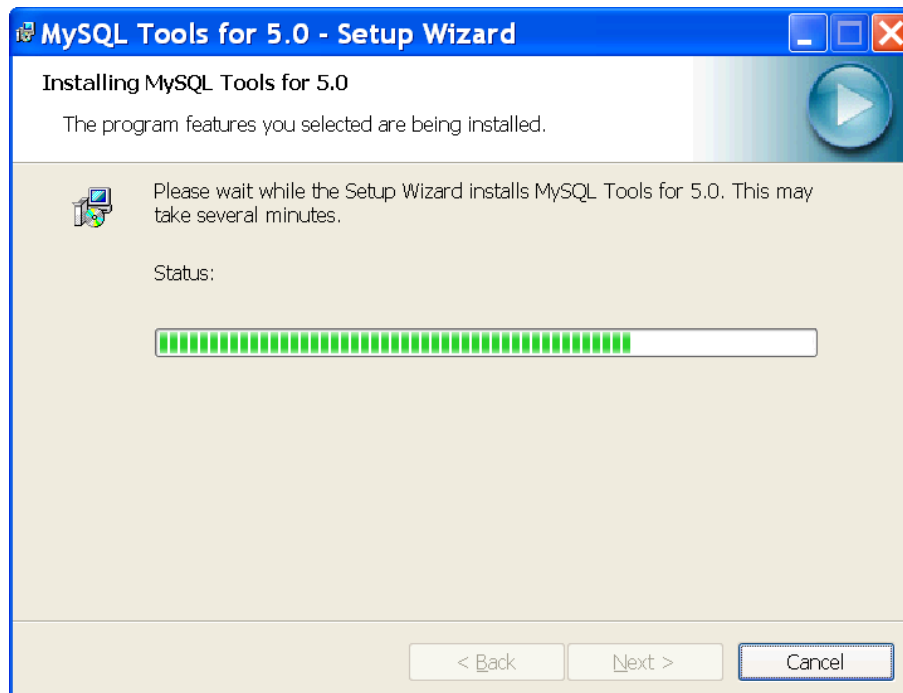 MySQL Tools for 5.0 - Setup Wizard
Installing MySQL Tools for 5.0
The program features you selected are being installed.
Please wait while the Setup Wizard installs MySQL Tools for 5.0. This may
take several minutes.
Status:
< Back
Next >
Cancel